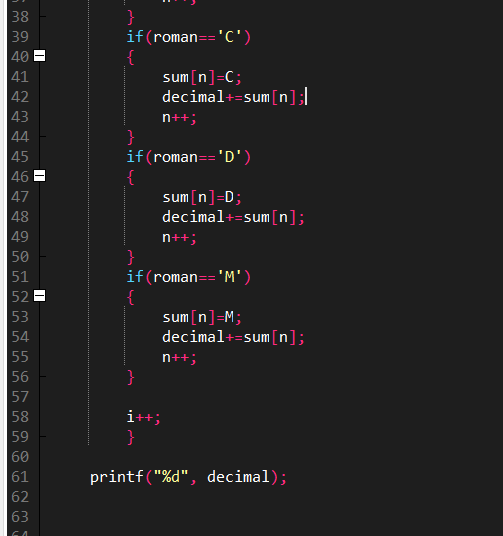 n++;
38 }
39 if(roman=='C')
40 {
41 sum[n]=C;
42 decimal+=sum[n];
43 n++;
44 }
45 if(roman=='D')
46 {
47 sum[n]=D;
48 decimal+=sum[n];
49 n++;
50 }
51 if(roman=='M')
52 {
53 sum[n]=M;
54 decimal+=sum[n];
55 n++;
56 }
57
58 i++;
59 }
60
61 printf("%d", decimal);
62
63